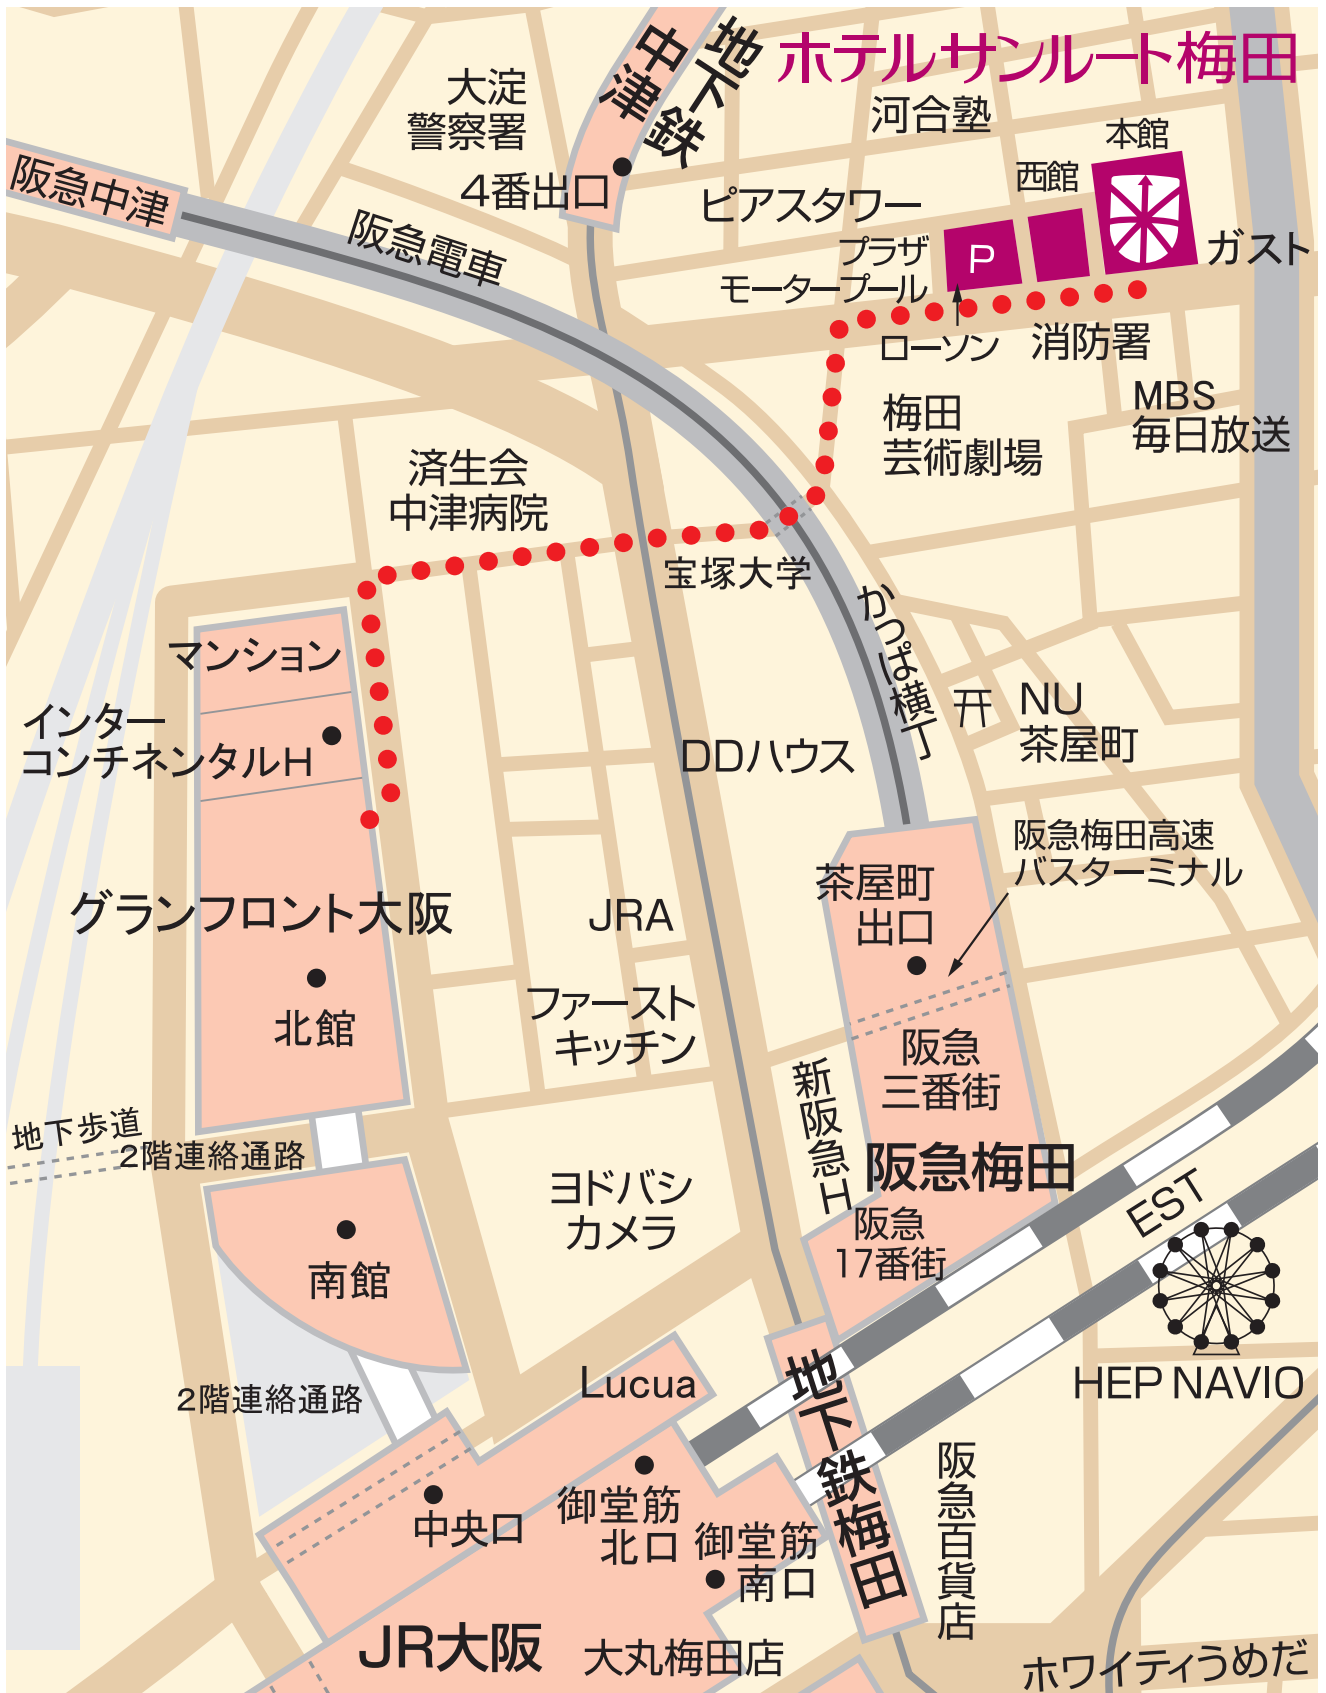 ホテルサンルート梅田
地下鉄
中津
大淀
警察署
4番出口
河合塾
本館
西館
阪急中津
阪急電車
ピアスタワー
プラザ
モータープール
P
ガスト
ローソン
消防署
MBS
毎日放送
梅田
芸術劇場
済生会
中津病院
宝塚大学
かっぱ横丁
マンション
インター
コンチネンタルH
DDハウス
NU
茶屋町
阪急梅田高速
バスターミナル
茶屋町
出口
グランフロント大阪
JRA
北館
ファースト
キッチン
阪急
三番街
新阪急H
地下歩道
2階連絡通路
阪急梅田
ヨドバシ
カメラ
阪急
17番街
EST
南館
HEP NAVIO
Lucua
2階連絡通路
地下鉄梅田
中央口
御堂筋
北口
御堂筋
南口
阪急百貨店
JR大阪
大丸梅田店
ホワイティうめだ